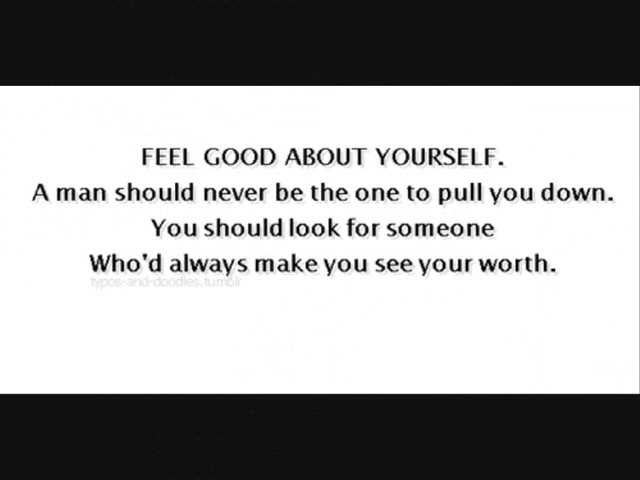 FEEL GOOD ABOUT YOURSELF.
A man should never be the one to pull you down.
You should look for someone
Who'd always make you see your worth.
typos-and-doodles.tumblr